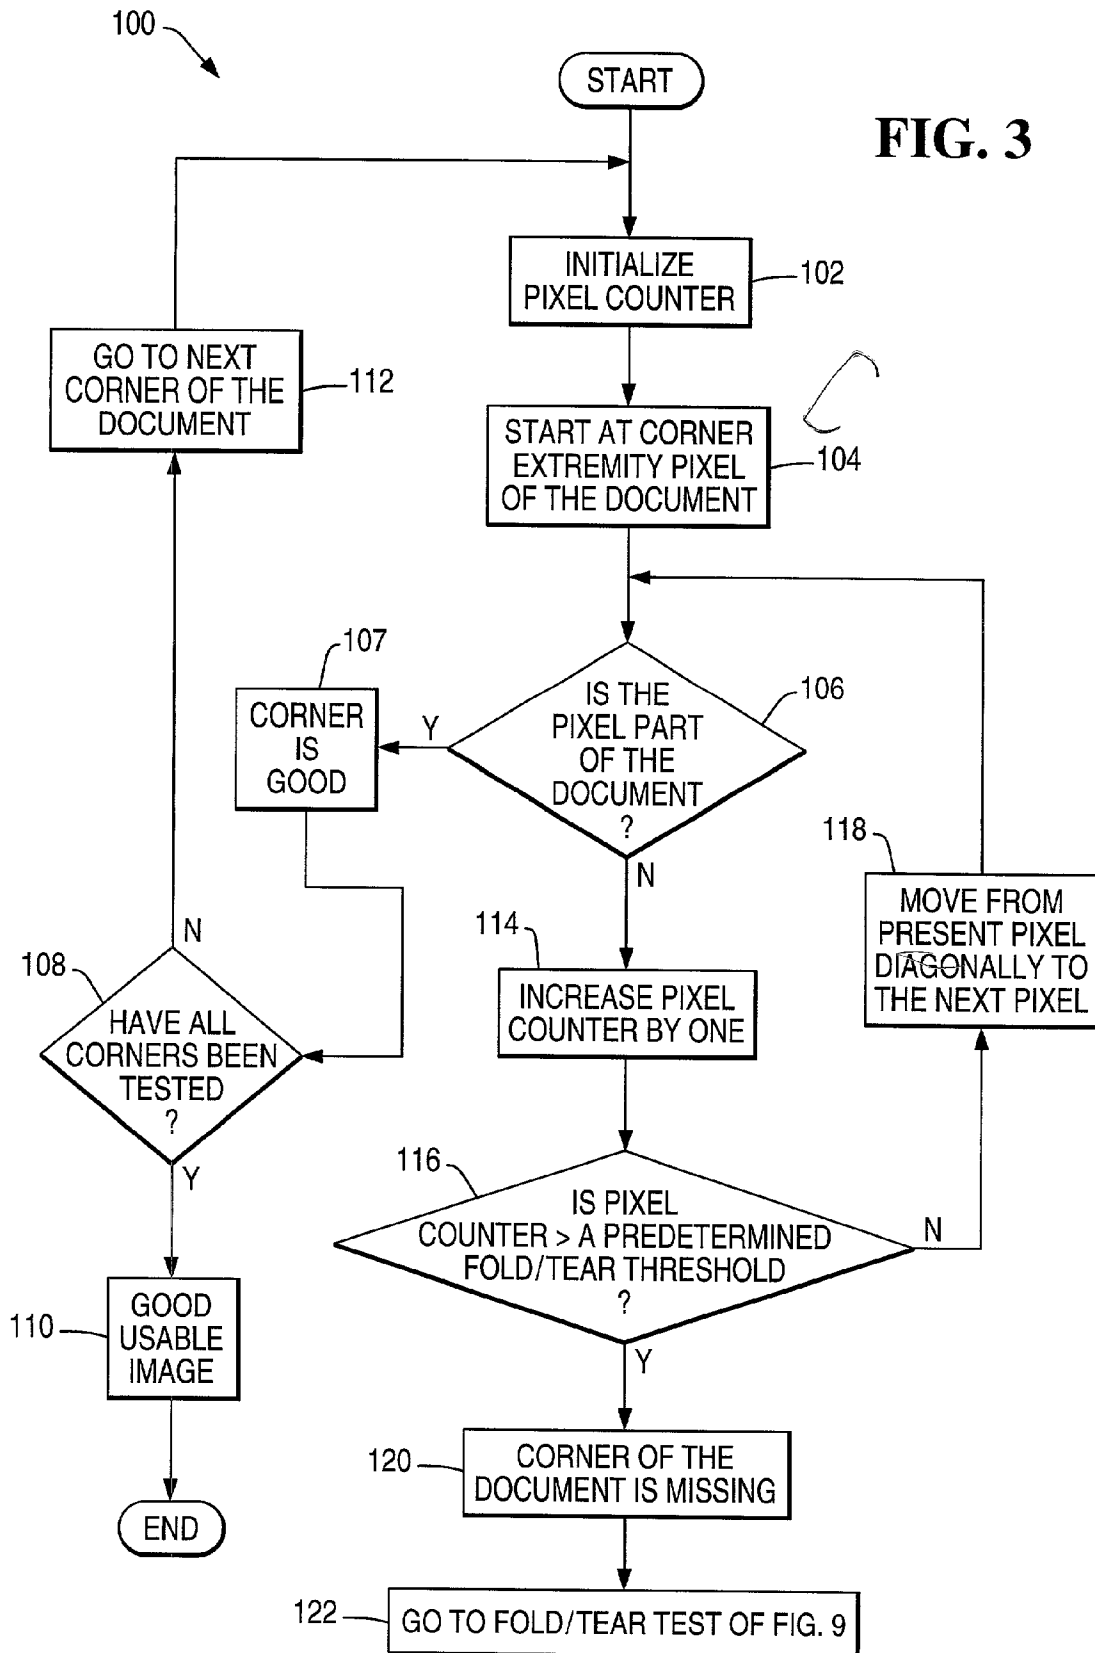 100
START
FIG. 3
INITIALIZE
PIXEL COUNTER
102
GO TO NEXT
CORNER OF THE
DOCUMENT
112
START AT CORNER
EXTREMITY PIXEL
OF THE DOCUMENT
104
107
CORNER
IS
GOOD
Y
IS THE
PIXEL PART
OF THE
DOCUMENT
?
106
N
118
MOVE FROM
PRESENT PIXEL
DIAGONALLY TO
THE NEXT PIXEL
114
INCREASE PIXEL
COUNTER BY ONE
N
108
HAVE ALL
CORNERS BEEN
TESTED
?
Y
116
IS PIXEL
COUNTER > A PREDETERMINED
FOLD/TEAR THRESHOLD
?
N
Y
110
GOOD
USABLE
IMAGE
END
120
CORNER OF THE
DOCUMENT IS MISSING
122
GO TO FOLD/TEAR TEST OF FIG. 9